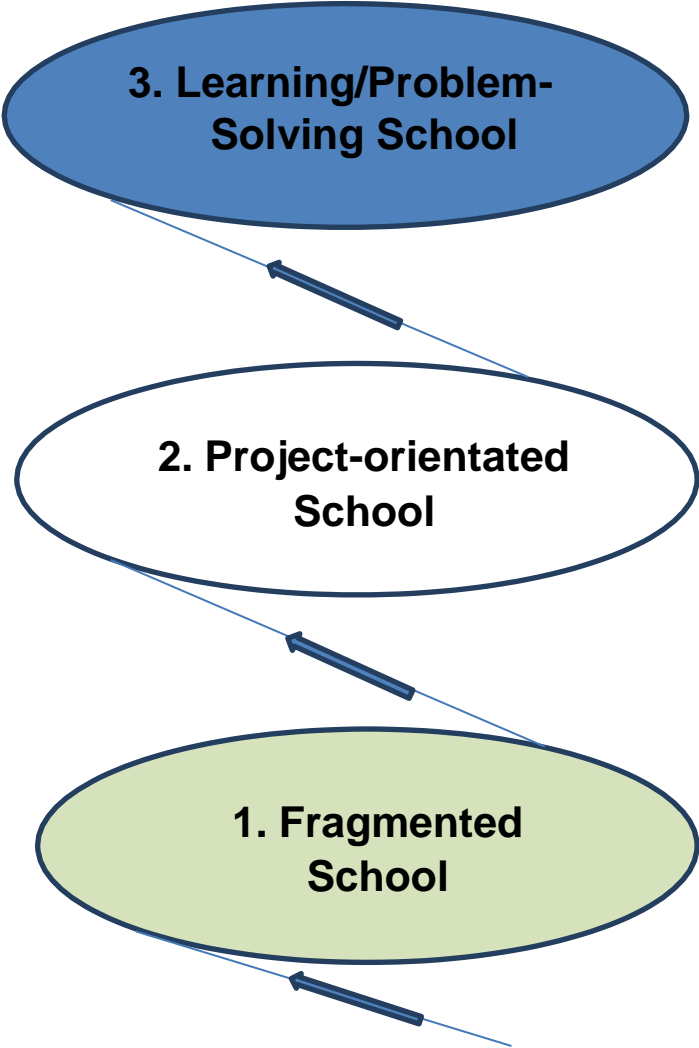 3. Learning/Problem-
Solving School
2. Project-orientated
School
1. Fragmented
School